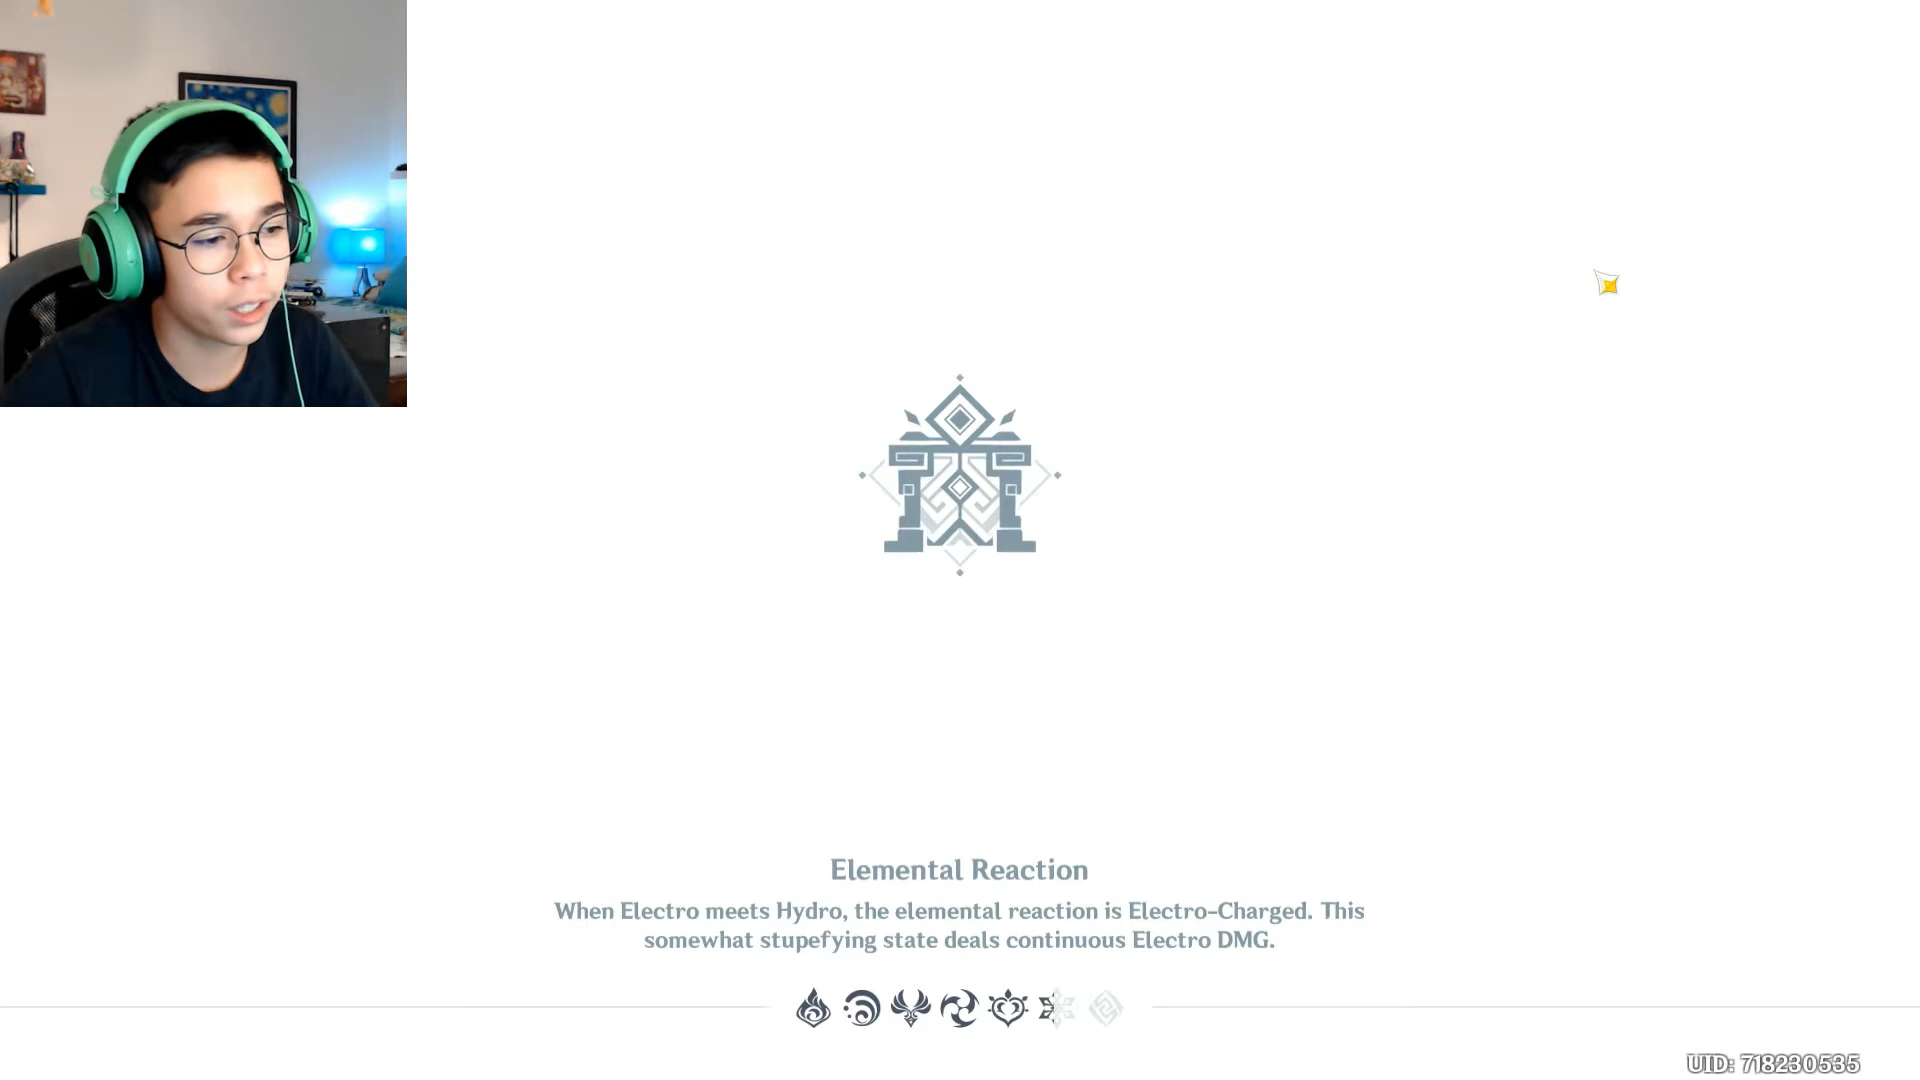 Elemental Reaction
When Electro meets Hydro, the elemental reaction is Electro-Charged. This
somewhat stupefying state deals continuous Electro DMG.
UID: 718230535